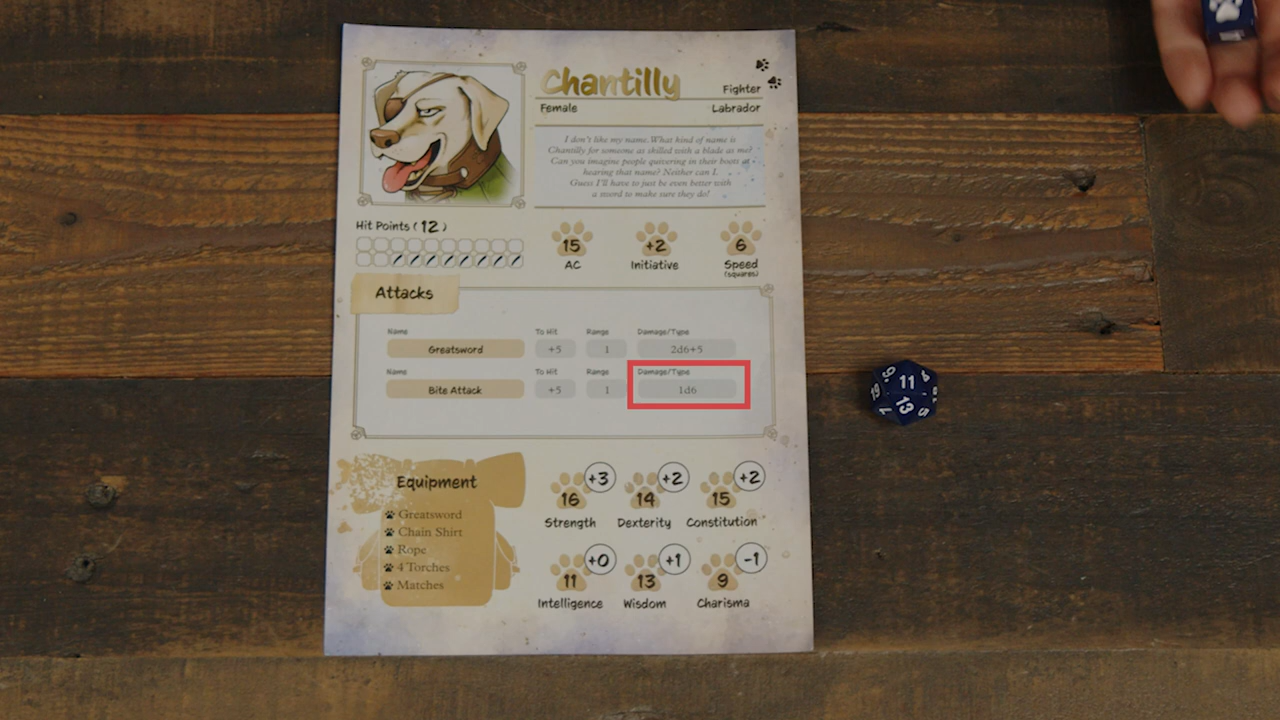 Chantilly
Fighter
Female
Labrador
I don't like my name. What kind of name is
Chantilly for someone as skilled with a blade as me?
Can you imagine people quivering in their boots at
hearing that name? Neither can I.
Guess I'll have to just be even better with
a sword to make sure they do!
Hit Points ( 12 )
15
AC
+2
Initiative
6
Speed
(squares)
Attacks
Name To Hit Range Damage/Type
Greatsword +5 1 2d6+5
Name To Hit Range Damage/Type
Bite Attack +5 1 1d6
Equipment
Greatsword
Chain Shirt
Rope
4 Torches
Matches
+3 +2 +2
16 14 15
Strength Dexterity Constitution
+0 +1 -1
11 13 9
Intelligence Wisdom Charisma
11
13
19
9
4
5
7